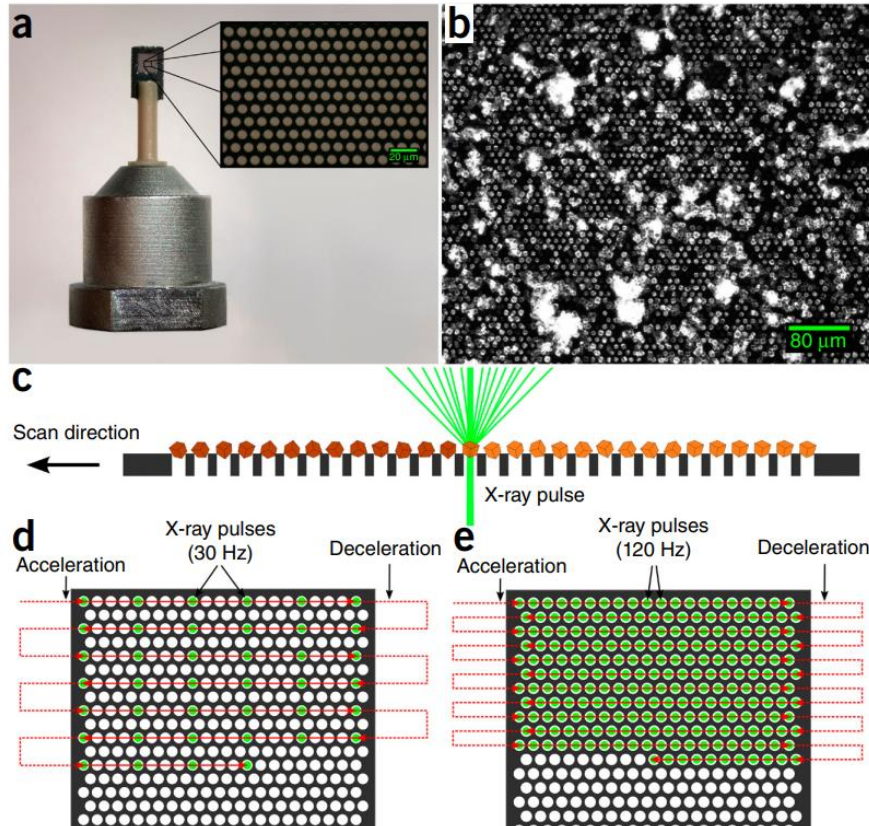 a
20 μm
b
80 μm
c
Scan direction
X-ray pulse
d
Acceleration
X-ray pulses
(30 Hz)
Deceleration
e
Acceleration
X-ray pulses
(120 Hz)
Deceleration